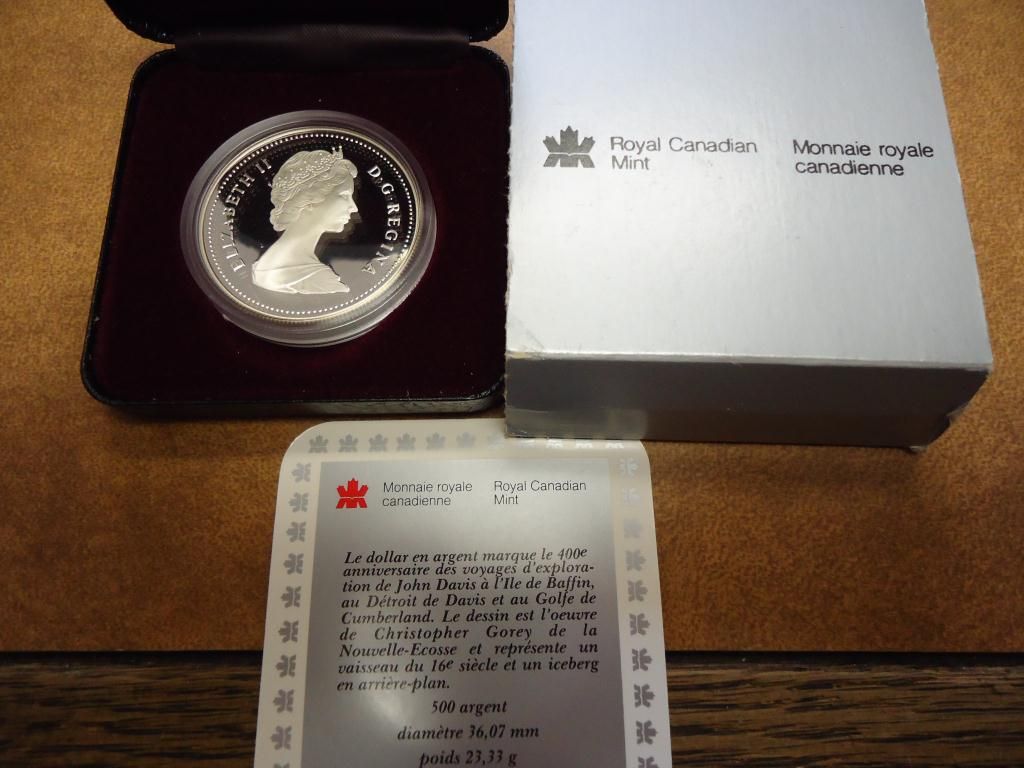 ELIZABETH II D·G·REGINA
Royal Canadian
Mint
Monnaie royale
canadienne
Monnaie royale
canadienne
Royal Canadian
Mint
Le dollar en argent marque le 400e
anniversaire des voyages d'explora-
tion de John Davis à l'Ile de Baffin,
au Détroit de Davis et au Golfe de
Cumberland. Le dessin est l'oeuvre
de Christopher Gorey de la
Nouvelle-Ecosse et représente un
vaisseau du 16e siècle et un iceberg
en arrière-plan.
500 argent
diamètre 36,07 mm
poids 23,33 g